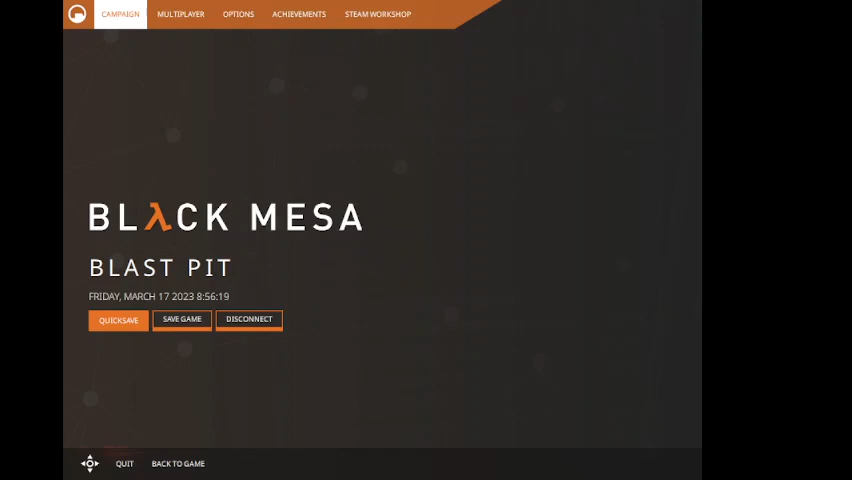 CAMPAIGN MULTIPLAYER OPTIONS ACHIEVEMENTS STEAM WORKSHOP
BLλCK MESA
BLAST PIT
FRIDAY, MARCH 17 2023 8:56:19
QUICKSAVE SAVE GAME DISCONNECT
QUIT BACK TO GAME